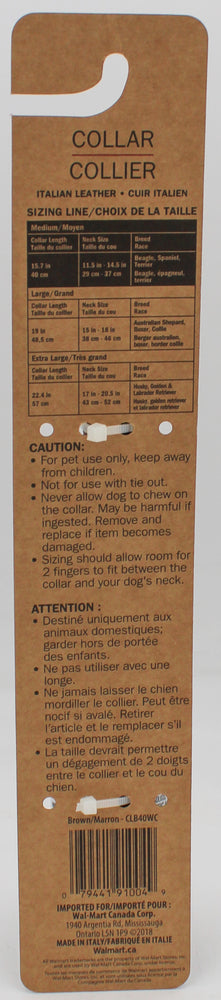 COLLAR
COLLIER
ITALIAN LEATHER • CUIR ITALIEN
SIZING LINE/CHOIX DE LA TAILLE
Medium/Moyen
Collar Length Neck Size Breed
Taille du collier Taille du cou Race
15.7 in 11.5 in - 14.5 in Beagle, Spaniel, Terrier
40 cm 29 cm - 37 cm Beagle, épagneul, terrier
Large/Grand
Collar Length Neck Size Breed
Taille du collier Taille du cou Race
19 in 15 in - 18 in Australian Shepard, Boxer, Collie
48.5 cm 38 cm - 46 cm Berger australien, boxer, border collie
Extra Large/Très grand
Collar Length Neck Size Breed
Taille du collier Taille du cou Race
22.4 in 17 in - 20.5 in Husky, Golden & Labrador Retriever
57 cm 43 cm - 52 cm Husky, golden retriever et labrador retriever
CAUTION:
• For pet use only, keep away
from children.
• Not for use with tie out.
• Never allow dog to chew on
the collar. May be harmful if
ingested. Remove and
replace if item becomes
damaged.
• Sizing should allow room for
2 fingers to fit between the
collar and your dog's neck.
ATTENTION :
• Destiné uniquement aux
animaux domestiques;
garder hors de portée
des enfants.
• Ne pas utiliser avec une
longe.
• Ne jamais laisser le chien
mordiller le collier. Peut être
nocif si avalé. Retirer
l'article et le remplacer s'il
est endommagé.
• La taille devrait permettre
un dégagement de 2 doigts
entre le collier et le cou du
chien.
Brown/Marron - CLB40WC
0 79441 91004 9
IMPORTED FOR/IMPORTÉ POUR :
Wal-Mart Canada Corp.
1940 Argentia Rd, Mississauga
Ontario L5N 1P9 ©2018
MADE IN ITALY/FABRIQUÉ EN ITALIE
Walmart.ca